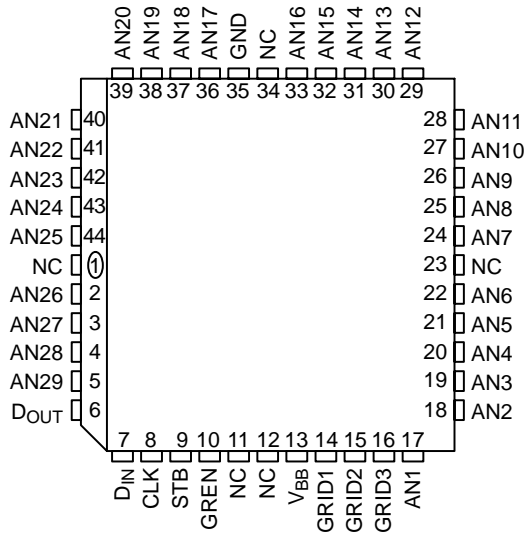 AN20 AN19 AN18 AN17 GND NC AN16 AN15 AN14 AN13 AN12
39 38 37 36 35 34 33 32 31 30 29
AN21 40 28 AN11
AN22 41 27 AN10
AN23 42 26 AN9
AN24 43 25 AN8
AN25 44 24 AN7
NC 1 23 NC
AN26 2 22 AN6
AN27 3 21 AN5
AN28 4 20 AN4
AN29 5 19 AN3
DOUT 6 18 AN2
7 8 9 10 11 12 13 14 15 16 17
DIN CLK STB GREN NC NC VBB GRID1 GRID2 GRID3 AN1